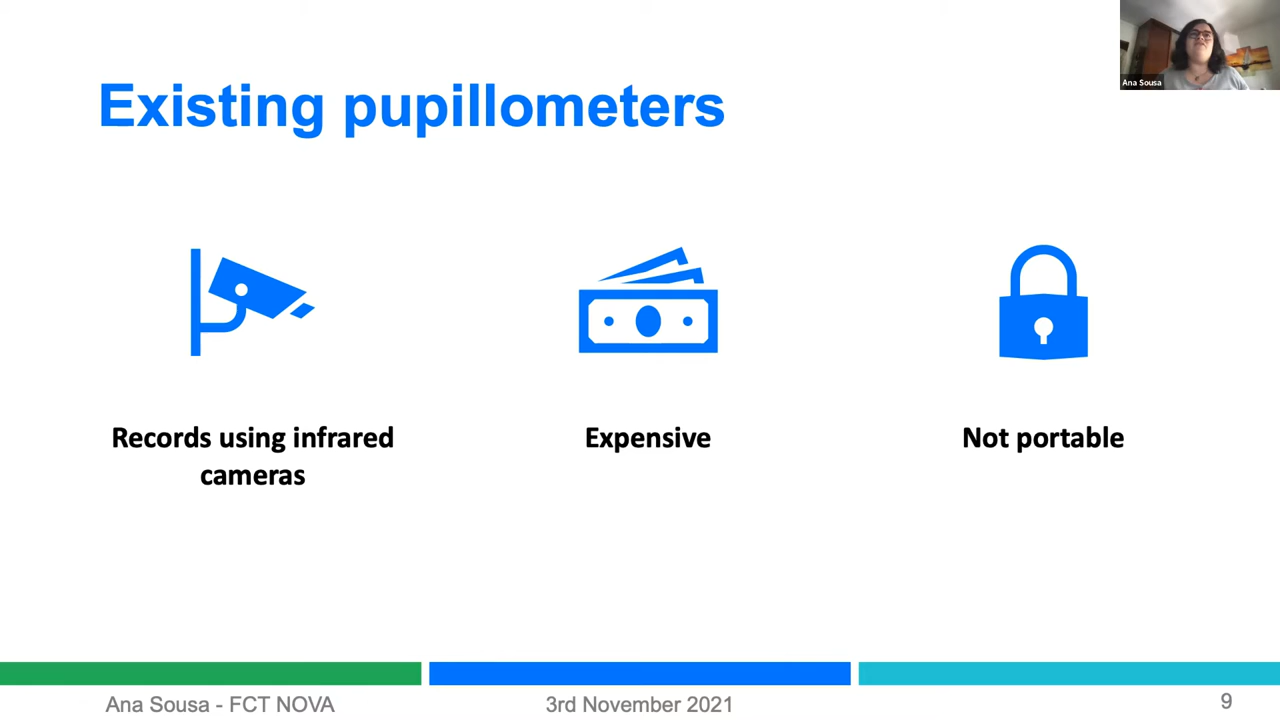 Ana Sousa
Existing pupillometers
Records using infrared
cameras
Expensive
Not portable
Ana Sousa - FCT NOVA
3rd November 2021
9